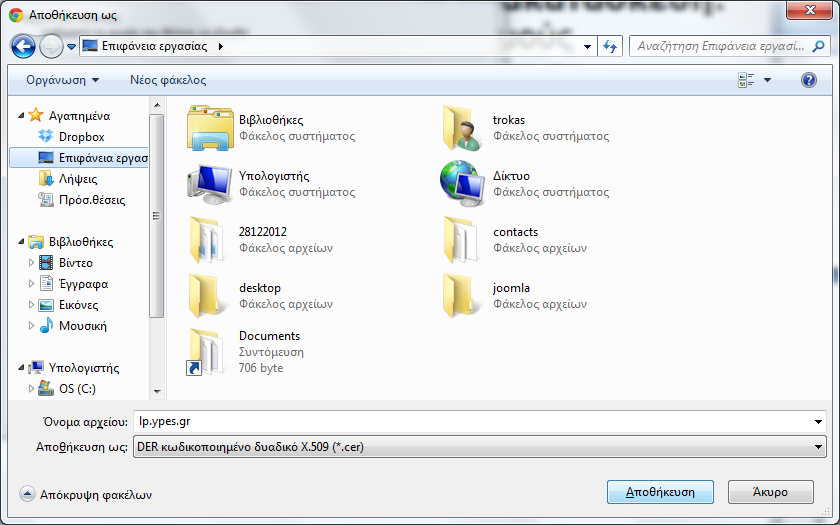 Αποθήκευση ως
Επιφάνεια εργασίας
Αναζήτηση Επιφάνεια εργασί...
Οργάνωση
Νέος φάκελος
Αγαπημένα
Dropbox
Επιφάνεια εργασ
Λήψεις
Πρόσ.θέσεις
Βιβλιοθήκες
Βίντεο
Έγγραφα
Εικόνες
Μουσική
Υπολογιστής
OS (C:)
Βιβλιοθήκες
Φάκελος συστήματος
trokas
Φάκελος συστήματος
Υπολογιστής
Φάκελος συστήματος
Δίκτυο
Φάκελος συστήματος
28122012
Φάκελος αρχείων
contacts
Φάκελος αρχείων
desktop
Φάκελος αρχείων
joomla
Φάκελος αρχείων
Documents
Συντόμευση
706 byte
Όνομα αρχείου: lp.ypes.gr
Αποθήκευση ως: DER κωδικοποιημένο δυαδικό X.509 (*.cer)
Απόκρυψη φακέλων
Αποθήκευση
Άκυρο